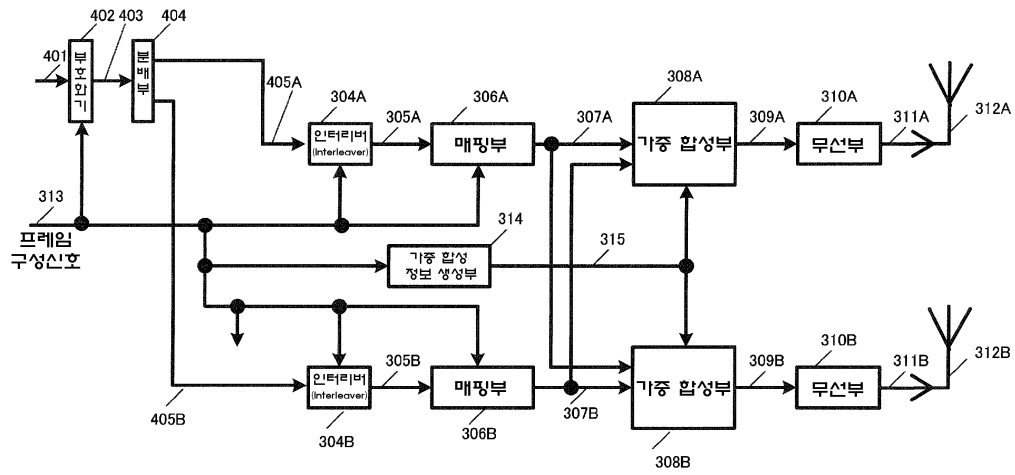 402 403 404
401
부호화기
분배부
405A
304A
인터리버
(Interleaver)
305A
306A
매핑부
307A
308A
가중 합성부
309A
310A
무선부
311A
312A
313
프레임
구성신호
314
가중 합성
정보 생성부
315
405B
304B
인터리버
(Interleaver)
305B
306B
매핑부
307B
308B
가중 합성부
309B
310B
무선부
311B
312B